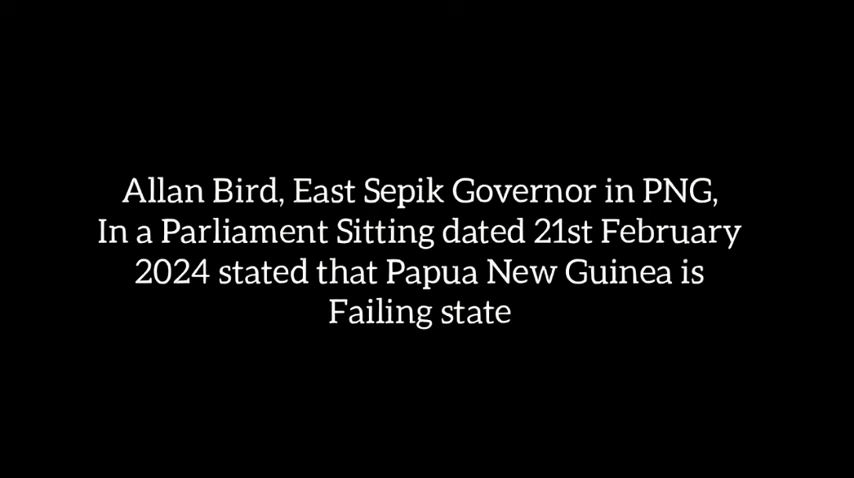 Allan Bird, East Sepik Governor in PNG,
In a Parliament Sitting dated 21st February
2024 stated that Papua New Guinea is
Failing state